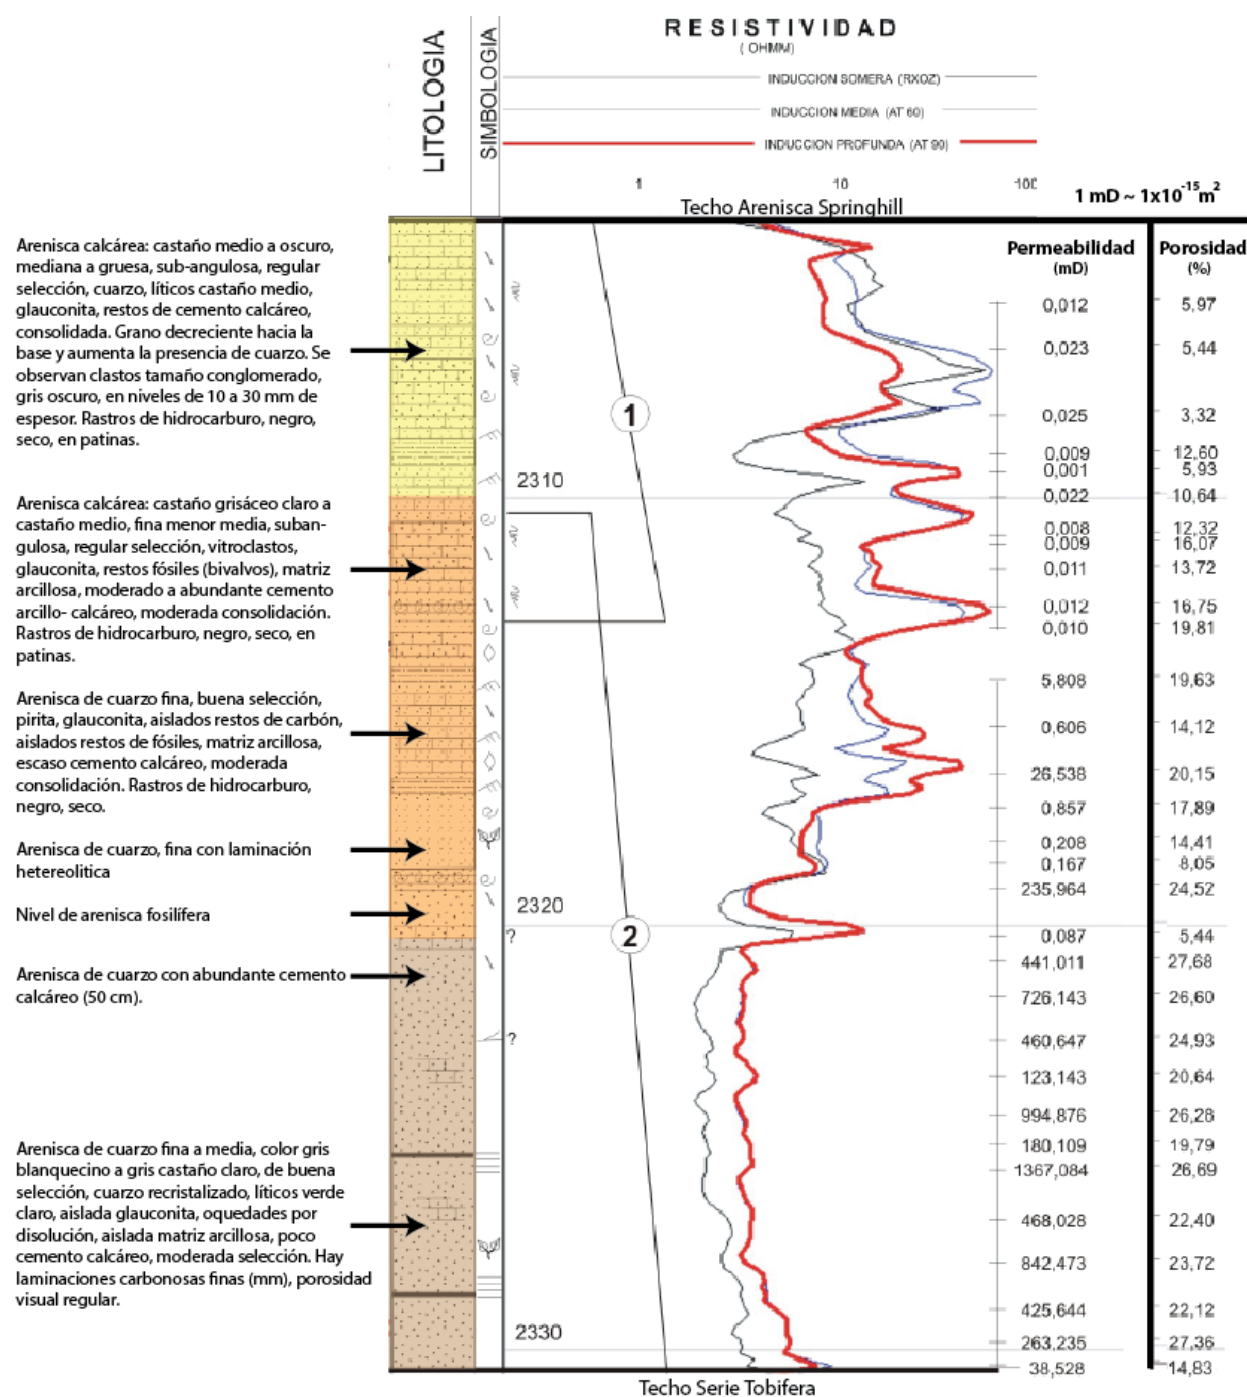 RESISTIVIDAD
( OHMM)
LITOLOGIA
SIMBOLOGIA
INDUCCION SOMERA (RXOZ)
INDUCCION MEDIA (AT 60)
INDUCCION PROFUNDA (AT 90)
1 10 100
1 mD ~ 1x10⁻¹⁵m²
Techo Arenisca Springhill
Permeabilidad Porosidad
(mD) (%)
Arenisca calcárea: castaño medio a oscuro,
mediana a gruesa, sub-angulosa, regular
selección, cuarzo, líticos castaño medio,
glauconita, restos de cemento calcáreo,
consolidada. Grano decreciente hacia la
base y aumenta la presencia de cuarzo. Se
observan clastos tamaño conglomerado,
gris oscuro, en niveles de 10 a 30 mm de
espesor. Rastros de hidrocarburo, negro,
seco, en patinas.
Arenisca calcárea: castaño grisáceo claro a
castaño medio, fina menor media, suban-
gulosa, regular selección, vitroclastos,
glauconita, restos fósiles (bivalvos), matriz
arcillosa, moderado a abundante cemento
arcillo- calcáreo, moderada consolidación.
Rastros de hidrocarburo, negro, seco, en
patinas.
Arenisca de cuarzo fina, buena selección,
pirita, glauconita, aislados restos de carbón,
aislados restos de fósiles, matriz arcillosa,
escaso cemento calcáreo, moderada
consolidación. Rastros de hidrocarburo,
negro, seco.
Arenisca de cuarzo, fina con laminación
hetereolitica
Nivel de arenisca fosilífera
Arenisca de cuarzo con abundante cemento
calcáreo (50 cm).
Arenisca de cuarzo fina a media, color gris
blanquecino a gris castaño claro, de buena
selección, cuarzo recristalizado, líticos verde
claro, aislada glauconita, oquedades por
disolución, aislada matriz arcillosa, poco
cemento calcáreo, moderada selección. Hay
laminaciones carbonosas finas (mm), porosidad
visual regular.
1
2310
2320
2
?
?
2330
0,012 5,97
0,023 5,44
0,025 3,32
0,009 12,60
0,001 5,93
0,022 10,64
0,008 12,32
0,009 16,07
0,011 13,72
0,012 16,75
0,010 19,81
5,808 19,63
0,606 14,12
26,538 20,15
0,857 17,89
0,208 14,41
0,167 8,05
235,964 24,52
0,087 5,44
441,011 27,68
726,143 26,60
460,647 24,93
123,143 20,64
994,876 26,28
180,109 19,79
1367,084 26,69
468,028 22,40
842,473 23,72
425,644 22,12
263,235 27,36
38,528 14,83
Techo Serie Tobifera